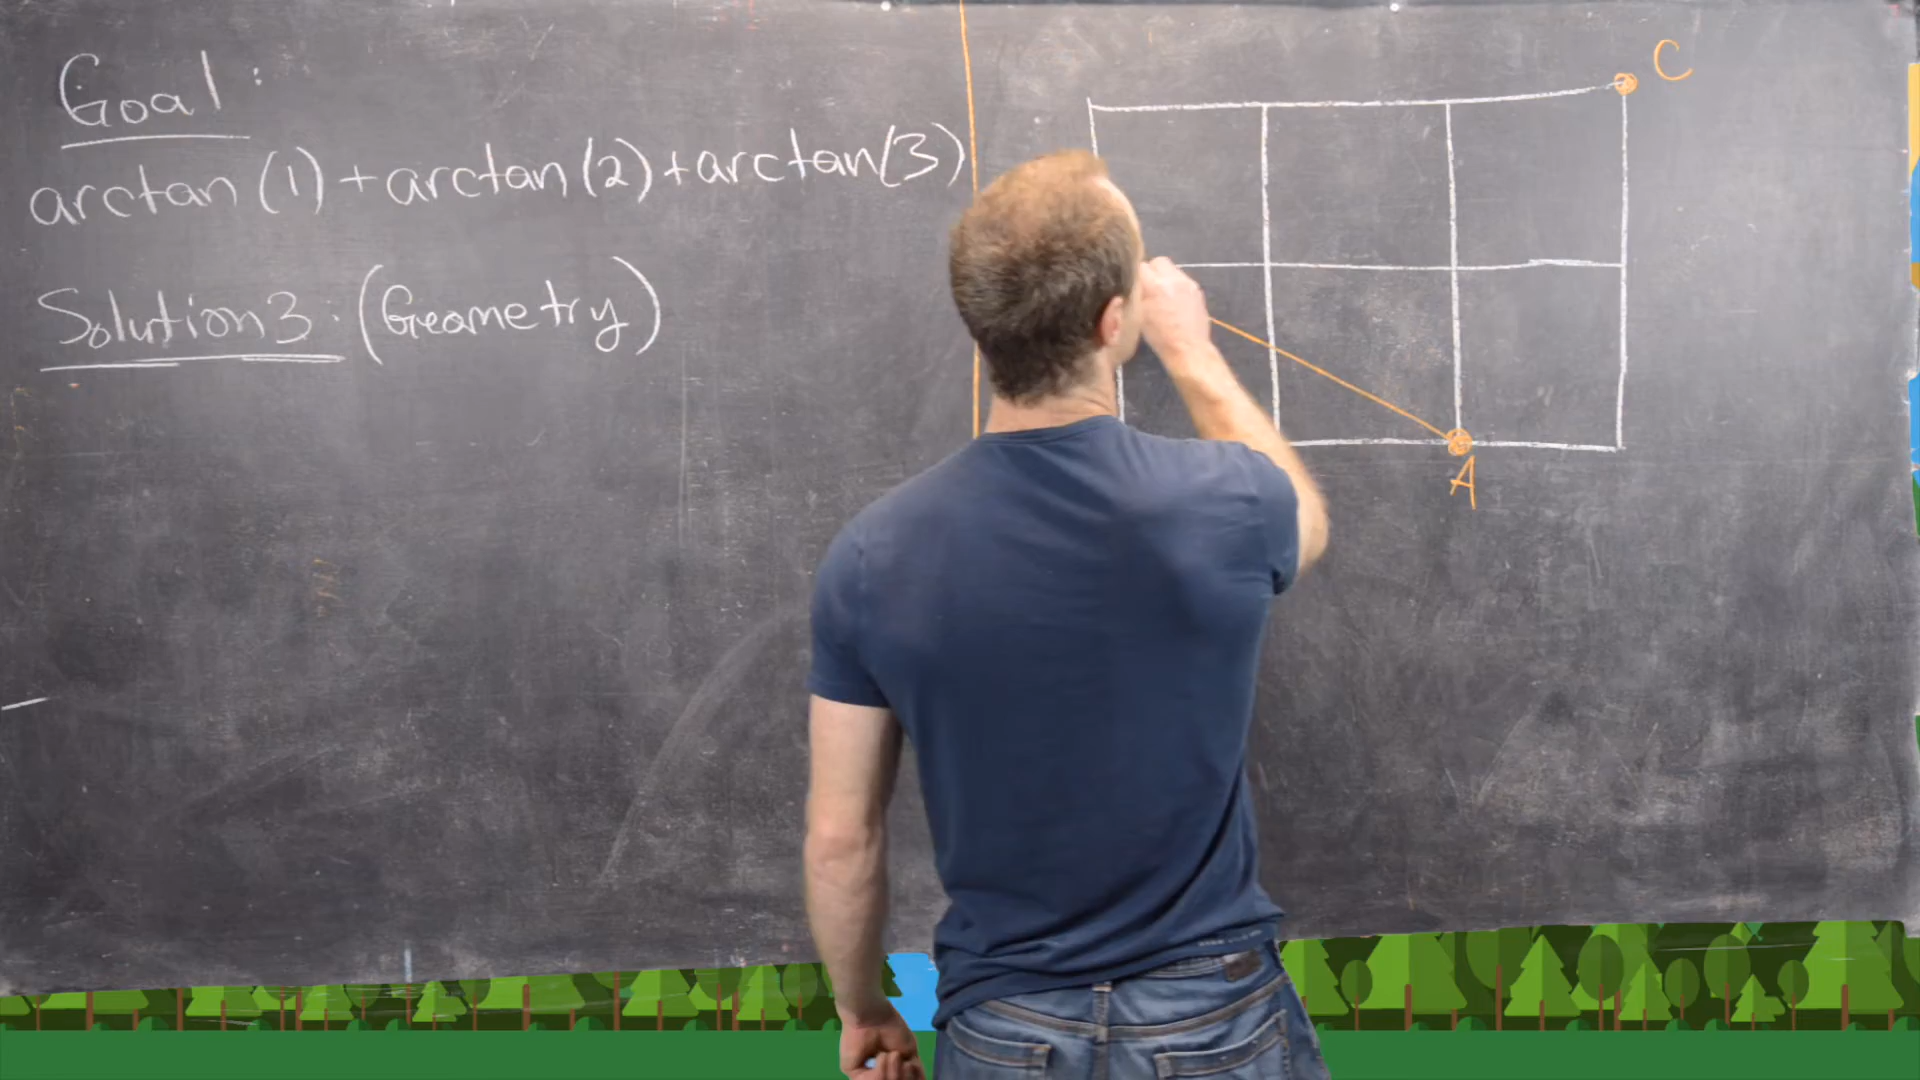 Goal:
arctan (1) + arctan (2) + arctan (3)
Solution 3: (Geometry)
C
A